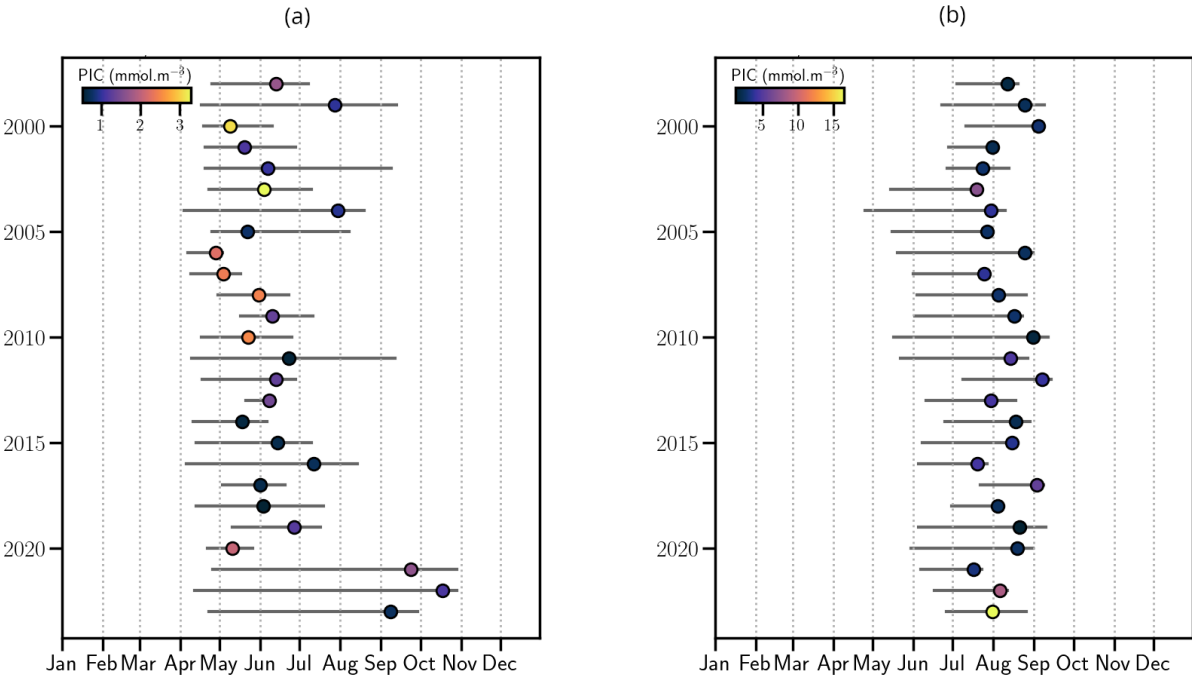 (a)
(b)
PIC (mmol.m⁻³)
1 2 3
2000
2005
2010
2015
2020
Jan Feb Mar Apr May Jun Jul Aug Sep Oct Nov Dec
PIC (mmol.m⁻³)
5 10 15
2000
2005
2010
2015
2020
Jan Feb Mar Apr May Jun Jul Aug Sep Oct Nov Dec